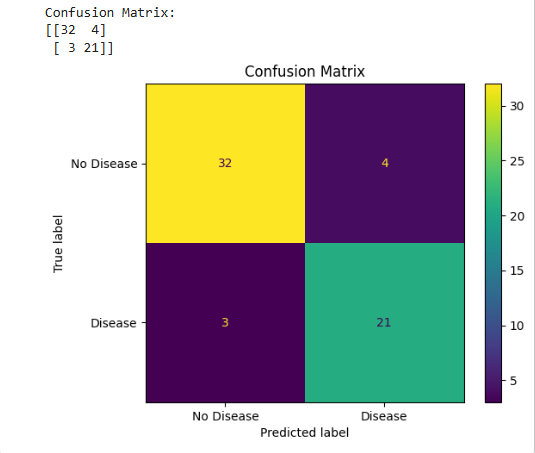 Confusion Matrix:
[[32  4]
 [ 3 21]]
Confusion Matrix
30
25
20
15
10
5
True label
No Disease
32
4
Disease
3
21
No Disease
Disease
Predicted label